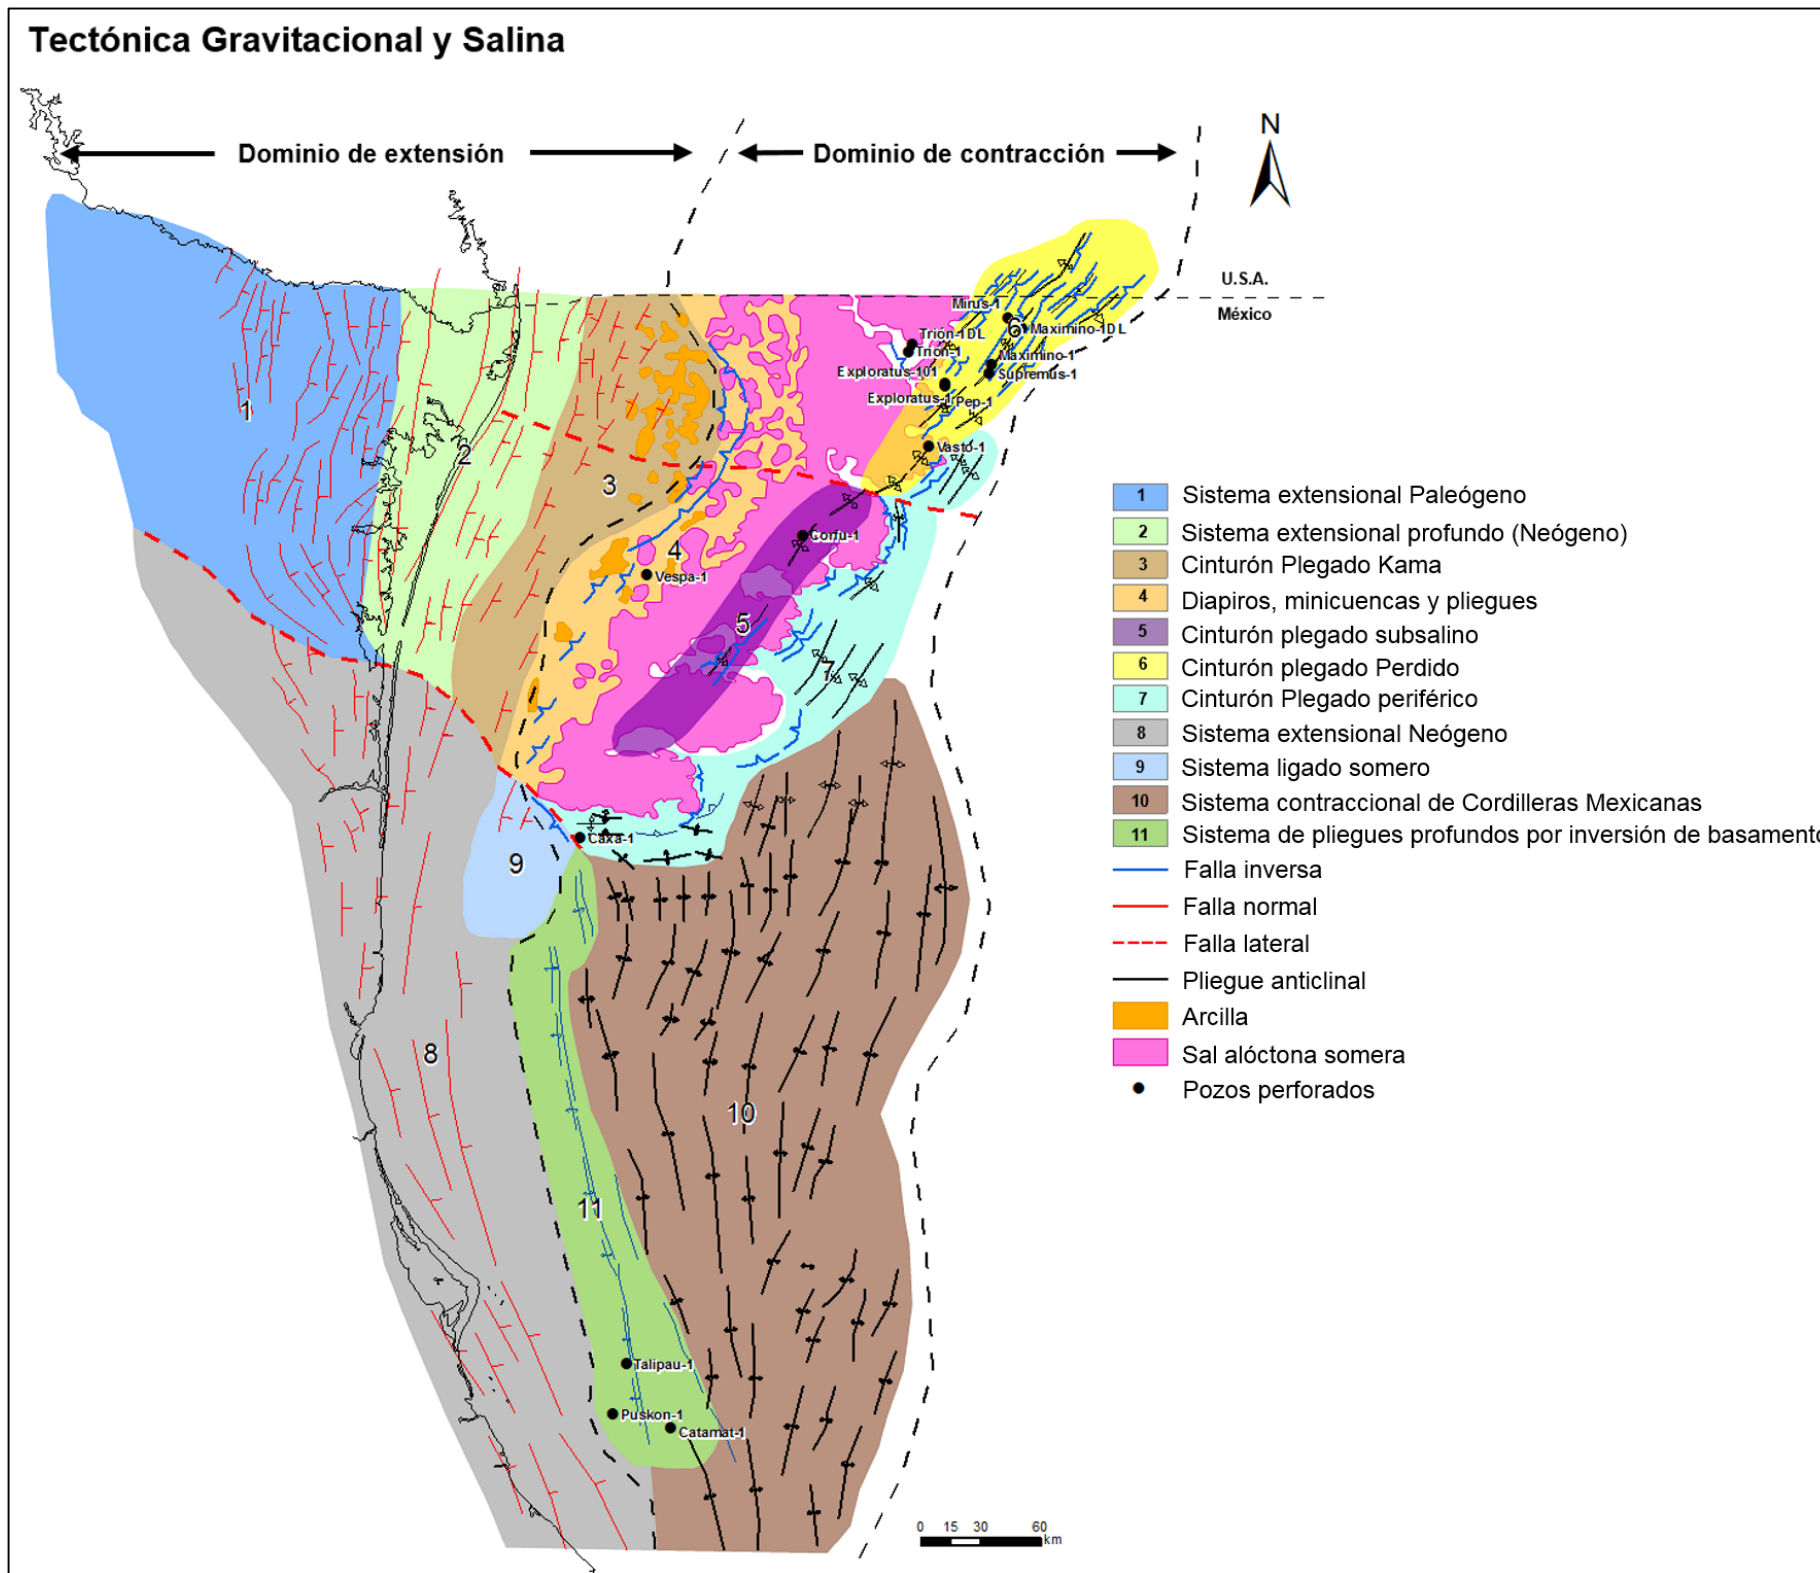 Tectónica Gravitacional y Salina
Dominio de extensión
Dominio de contracción
N
U.S.A.
México
Mirus-1
6
Maximino-1DL
Trión-1DL
Trión-1
Maximino-1
Supremus-1
Exploratus-101
Exploratus-1
Pep-1
Vasto-1
1
2
3
4
Corfu-1
Vespa-1
5
7
Caxa-1
9
8
10
11
Talipau-1
Puskon-1
Catamat-1
1 Sistema extensional Paleógeno
2 Sistema extensional profundo (Neógeno)
3 Cinturón Plegado Kama
4 Diapiros, minicuencas y pliegues
5 Cinturón plegado subsalino
6 Cinturón plegado Perdido
7 Cinturón Plegado periférico
8 Sistema extensional Neógeno
9 Sistema ligado somero
10 Sistema contraccional de Cordilleras Mexicanas
11 Sistema de pliegues profundos por inversión de basamento
Falla inversa
Falla normal
Falla lateral
Pliegue anticlinal
Arcilla
Sal alóctona somera
Pozos perforados
0 15 30 60
km